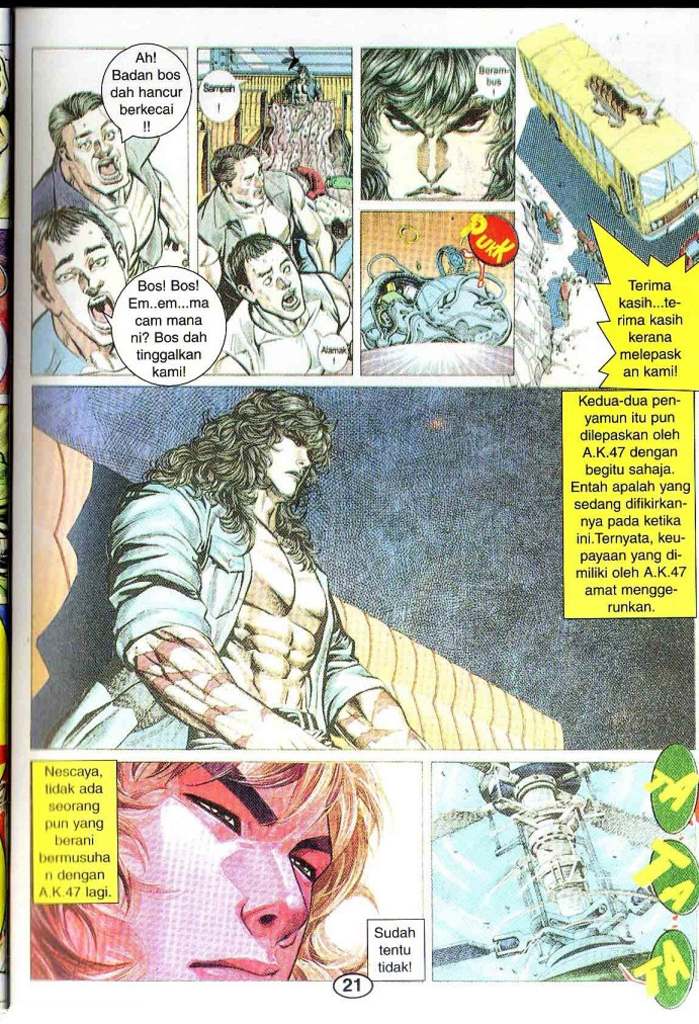 Ah!
Badan bos
dah hancur
berkecai
!!
Bos! Bos!
Em..em...ma
cam mana
ni? Bos dah
tinggalkan
kami!
Sampah
!
Alamak
!
Beram-
bus
!
PUKK
Terima
kasih...te-
rima kasih
kerana
melepask
an kami!
Kedua-dua pen-
yamun itu pun
dilepaskan oleh
A.K.47 dengan
begitu sahaja.
Entah apalah yang
sedang difikirkan-
nya pada ketika
ini.Ternyata, keu-
payaan yang di-
miliki oleh A.K.47
amat mengge-
runkan.
Nescaya,
tidak ada
seorang
pun yang
berani
bermusuha
n dengan
A.K.47 lagi.
Sudah
tentu
tidak!
TA
TA
TA
21